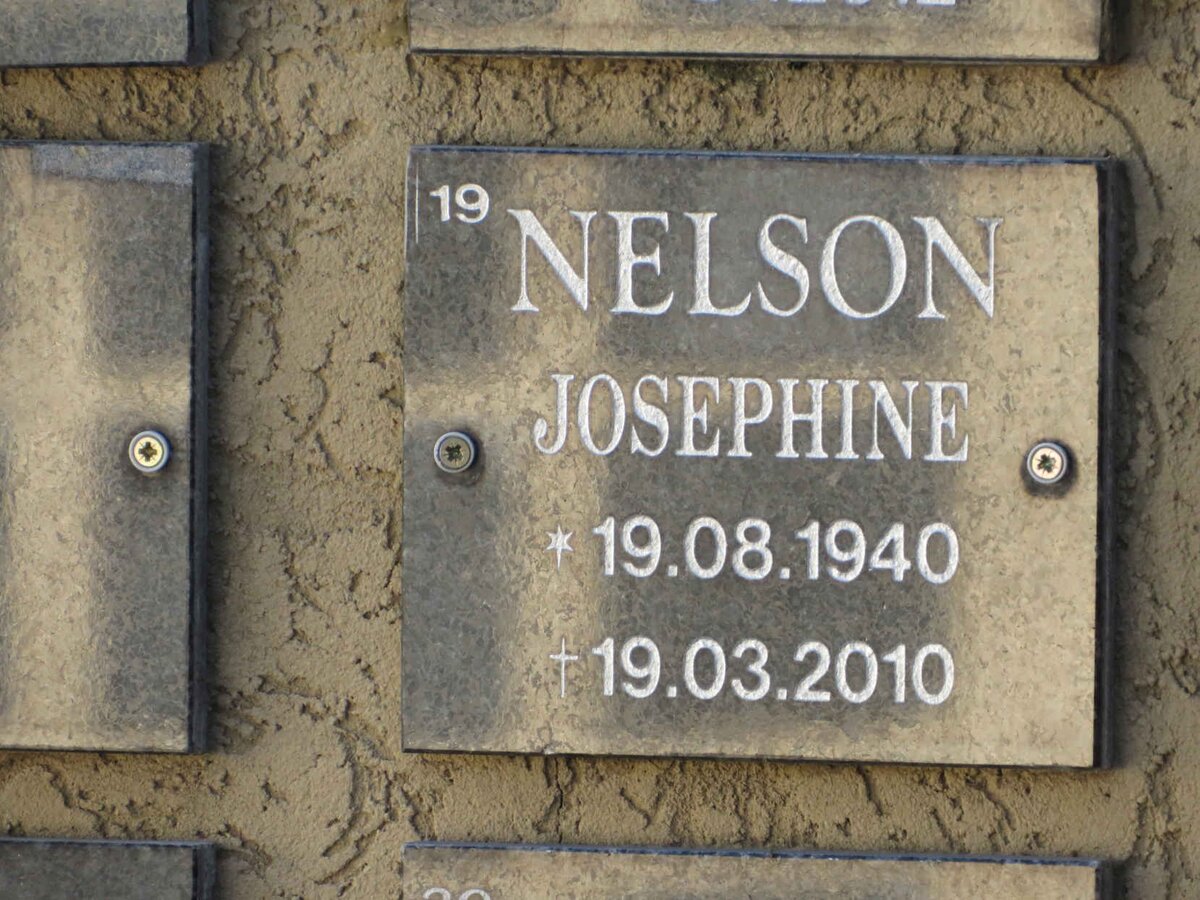 19
NELSON
JOSEPHINE
* 19.08.1940
† 19.03.2010